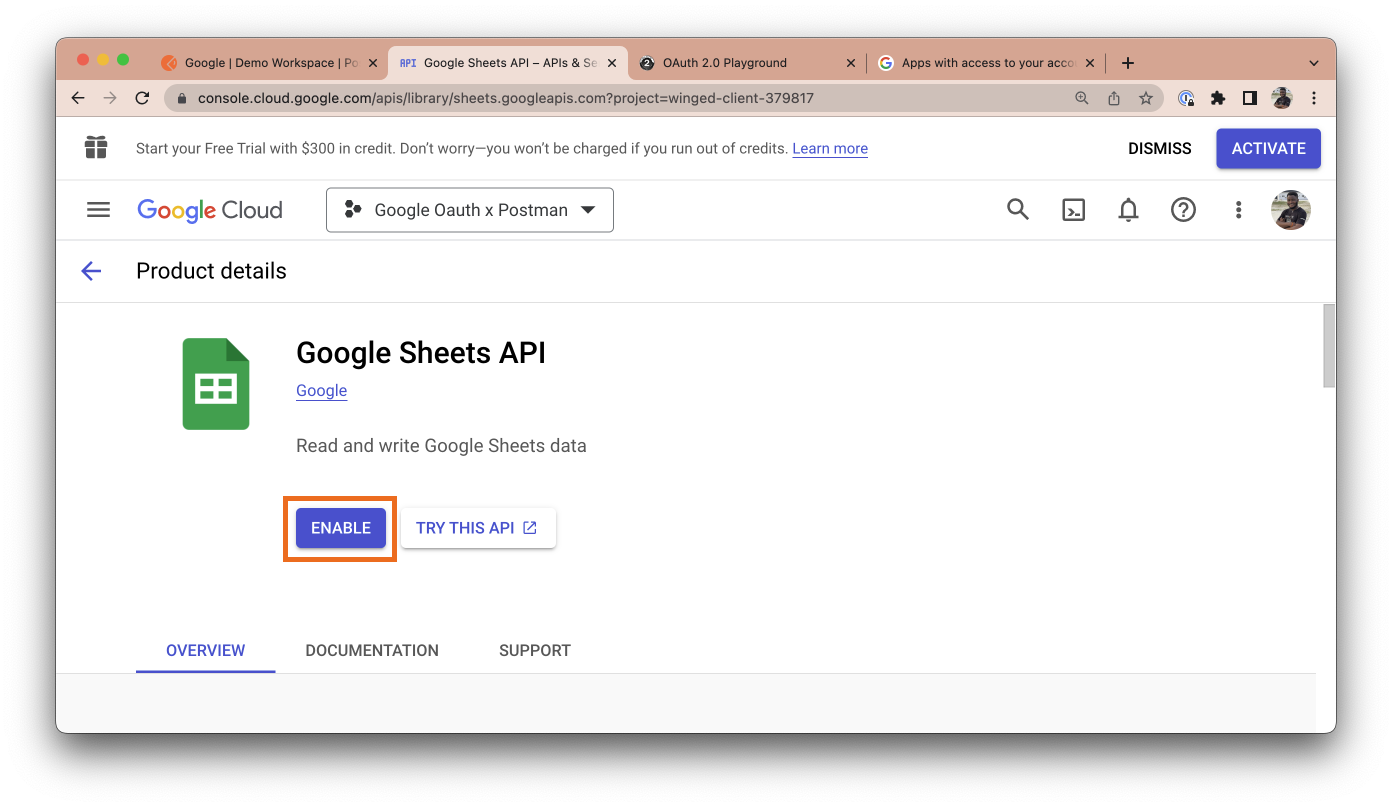 Google | Demo Workspace | Po
API Google Sheets API – APIs & Se
2 OAuth 2.0 Playground
G Apps with access to your acco
console.cloud.google.com/apis/library/sheets.googleapis.com?project=winged-client-379817
Start your Free Trial with $300 in credit. Don’t worry—you won’t be charged if you run out of credits. Learn more
DISMISS
ACTIVATE
Google Cloud
Google Oauth x Postman
Product details
Google Sheets API
Google
Read and write Google Sheets data
ENABLE
TRY THIS API
OVERVIEW
DOCUMENTATION
SUPPORT